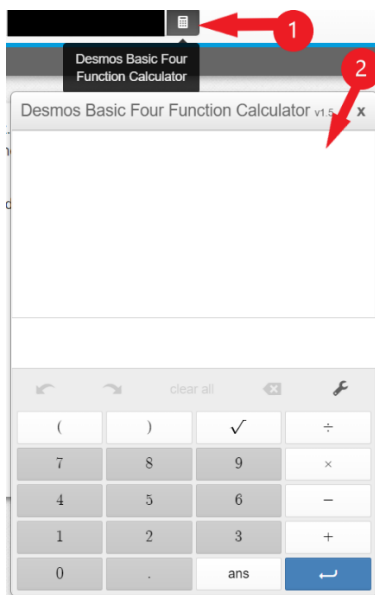 1
Desmos Basic Four
Function Calculator
2
Desmos Basic Four Function Calculator v1.5 x
clear all
( ) √ ÷
7 8 9 ×
4 5 6 −
1 2 3 +
0 . ans